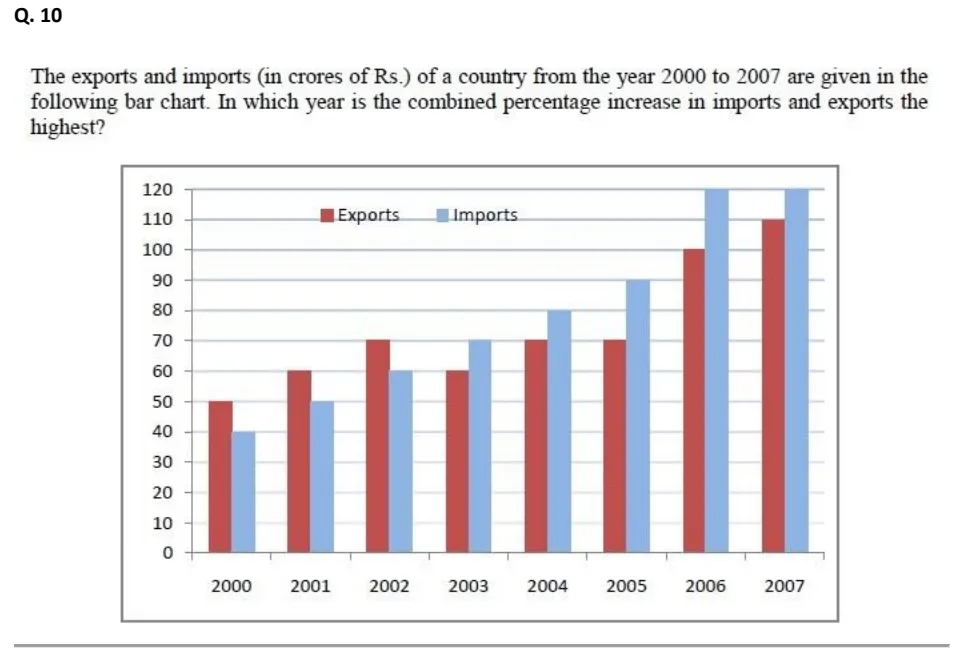 Q. 10
The exports and imports (in crores of Rs.) of a country from the year 2000 to 2007 are given in the
following bar chart. In which year is the combined percentage increase in imports and exports the
highest?
120
Exports Imports
110
100
90
80
70
60
50
40
30
20
10
0
2000 2001 2002 2003 2004 2005 2006 2007